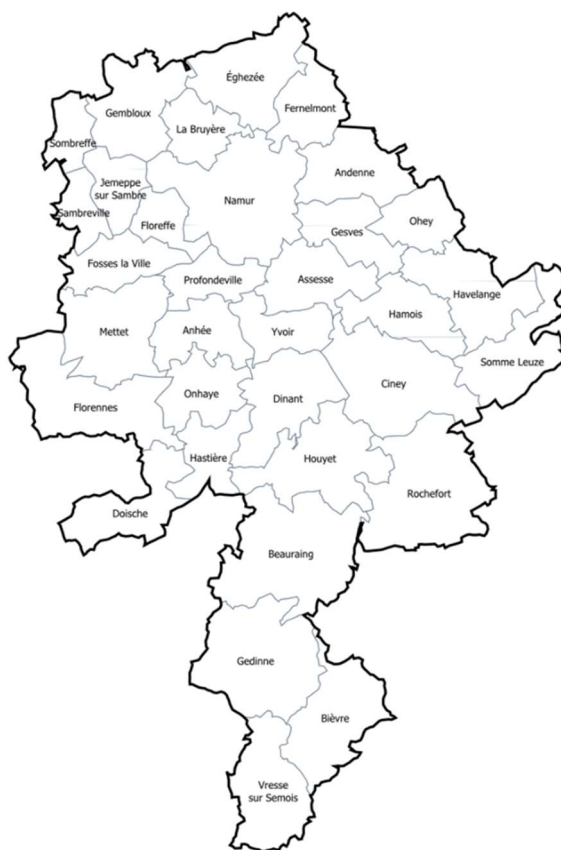 Éghezée
Gembloux
Fernelmont
La Bruyère
Sombreffe
Andenne
Jemeppe
sur Sambre
Namur
Sambreville
Floreffe
Ohey
Gesves
Fosses la Ville
Profondeville
Assesse
Havelange
Hamois
Mettet
Anhée
Yvoir
Somme Leuze
Ciney
Onhaye
Dinant
Florennes
Hastière
Houyet
Rochefort
Doische
Beauraing
Gedinne
Bièvre
Vresse
sur Semois